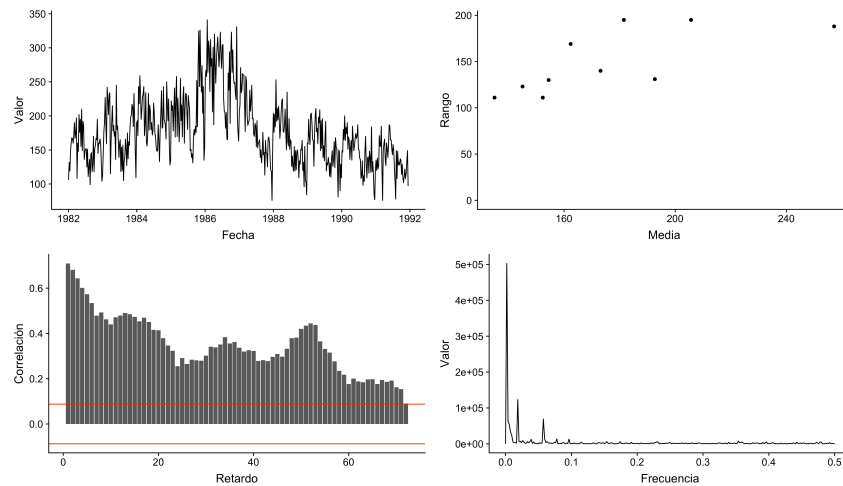 350
300
250
200
150
100
Valor
1982
1984
1986
1988
1990
1992
Fecha
200
150
100
50
0
Rango
160
200
240
Media
0.6
0.4
0.2
0.0
Correlación
0
20
40
60
Retardo
5e+05
4e+05
3e+05
2e+05
1e+05
0e+00
Valor
0.0
0.1
0.2
0.3
0.4
0.5
Frecuencia